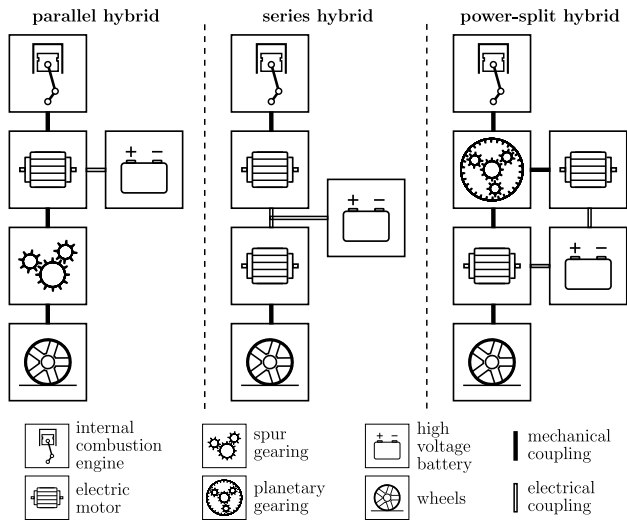 parallel hybrid
series hybrid
power-split hybrid
+ −
+ −
+ −
internal
combustion
engine
spur
gearing
high
voltage
battery
mechanical
coupling
electric
motor
planetary
gearing
wheels
electrical
coupling